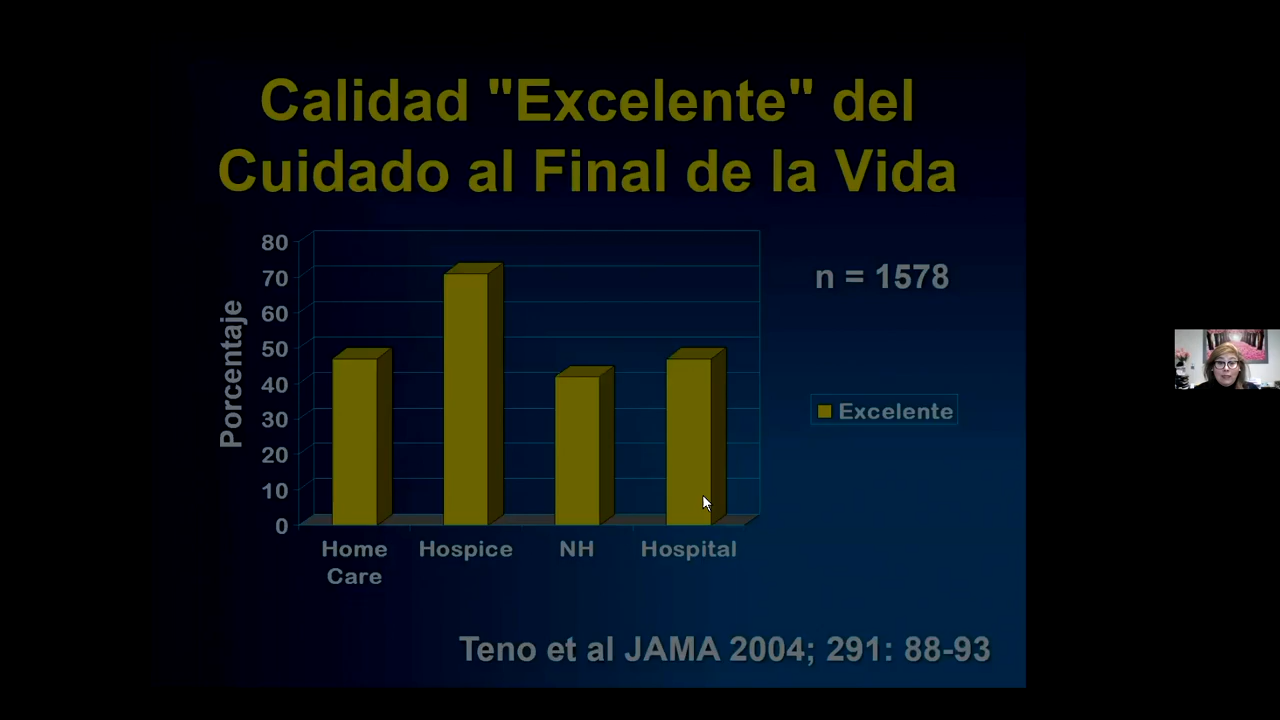 Calidad "Excelente" del
Cuidado al Final de la Vida
80
70
60
50
40
30
20
10
0
Porcentaje
Home
Care
Hospice
NH
Hospital
n = 1578
Excelente
Teno et al JAMA 2004; 291: 88-93